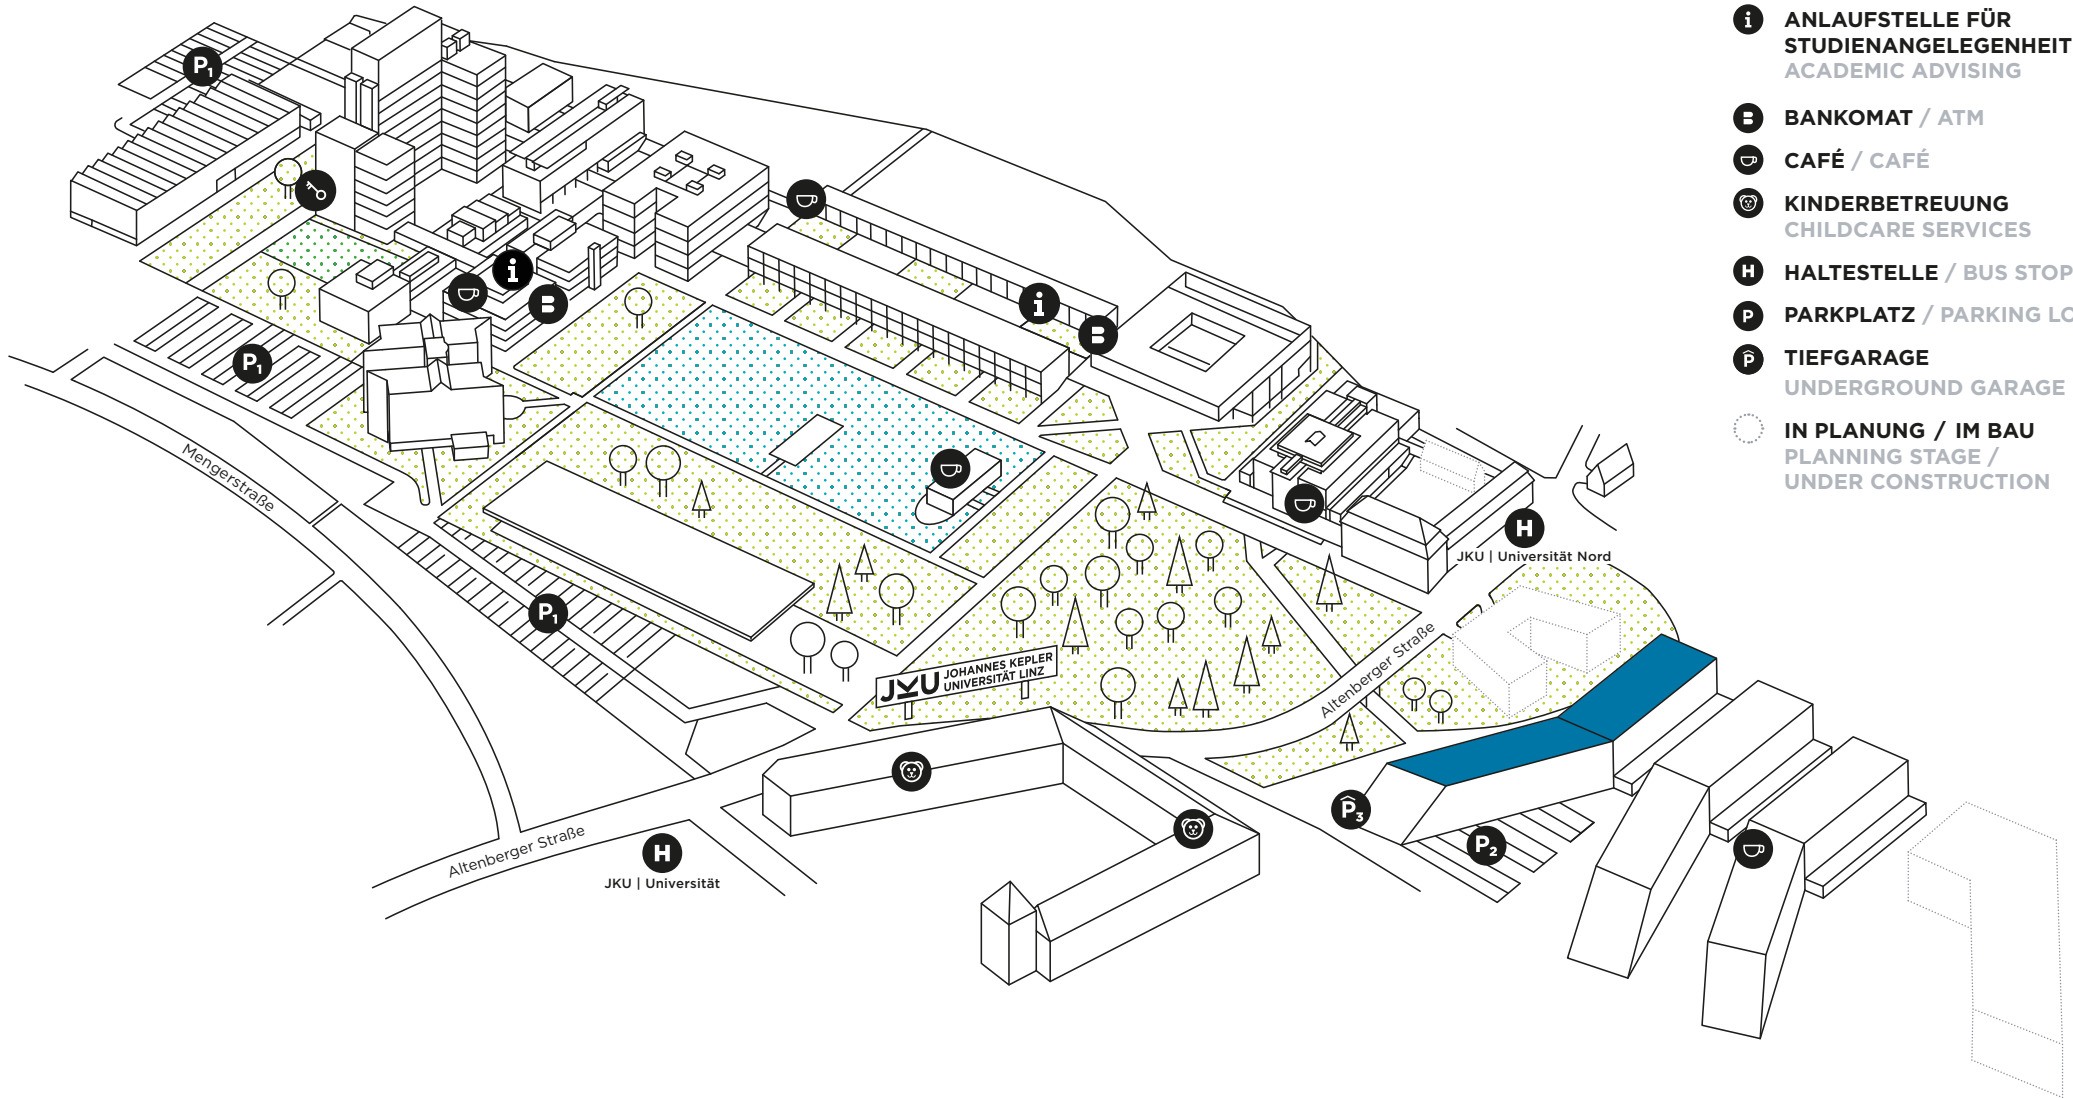 i ANLAUFSTELLE FÜR
STUDIENANGELEGENHEIT
ACADEMIC ADVISING
B BANKOMAT / ATM
CAFÉ / CAFÉ
KINDERBETREUUNG
CHILDCARE SERVICES
H HALTESTELLE / BUS STOP
P PARKPLATZ / PARKING LO
P TIEFGARAGE
UNDERGROUND GARAGE
IN PLANUNG / IM BAU
PLANNING STAGE /
UNDER CONSTRUCTION
P1
i
B
i
B
P1
Mengerstraße
H
JKU | Universität Nord
P1
JKU JOHANNES KEPLER
UNIVERSITÄT LINZ
Altenberger Straße
P3
P2
Altenberger Straße
H
JKU | Universität